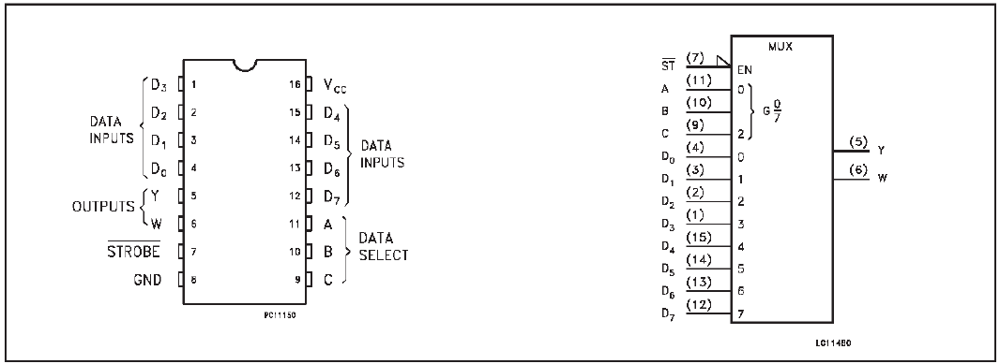 D3 1 16 VCC
D2 2 15 D4
DATA INPUTS
D1 3 14 D5
DATA INPUTS
D0 4 13 D6
Y 5 12 D7
OUTPUTS
W 6 11 A
STROBE 7 10 B
DATA SELECT
GND 8 9 C
PC11150
MUX
ST (7) EN
A (11) 0
B (10) G 0/7
C (9) 2
D0 (4) 0
D1 (3) 1
D2 (2) 2
D3 (1) 3
D4 (15) 4
D5 (14) 5
D6 (13) 6
D7 (12) 7
(5) Y
(6) W
LC11480